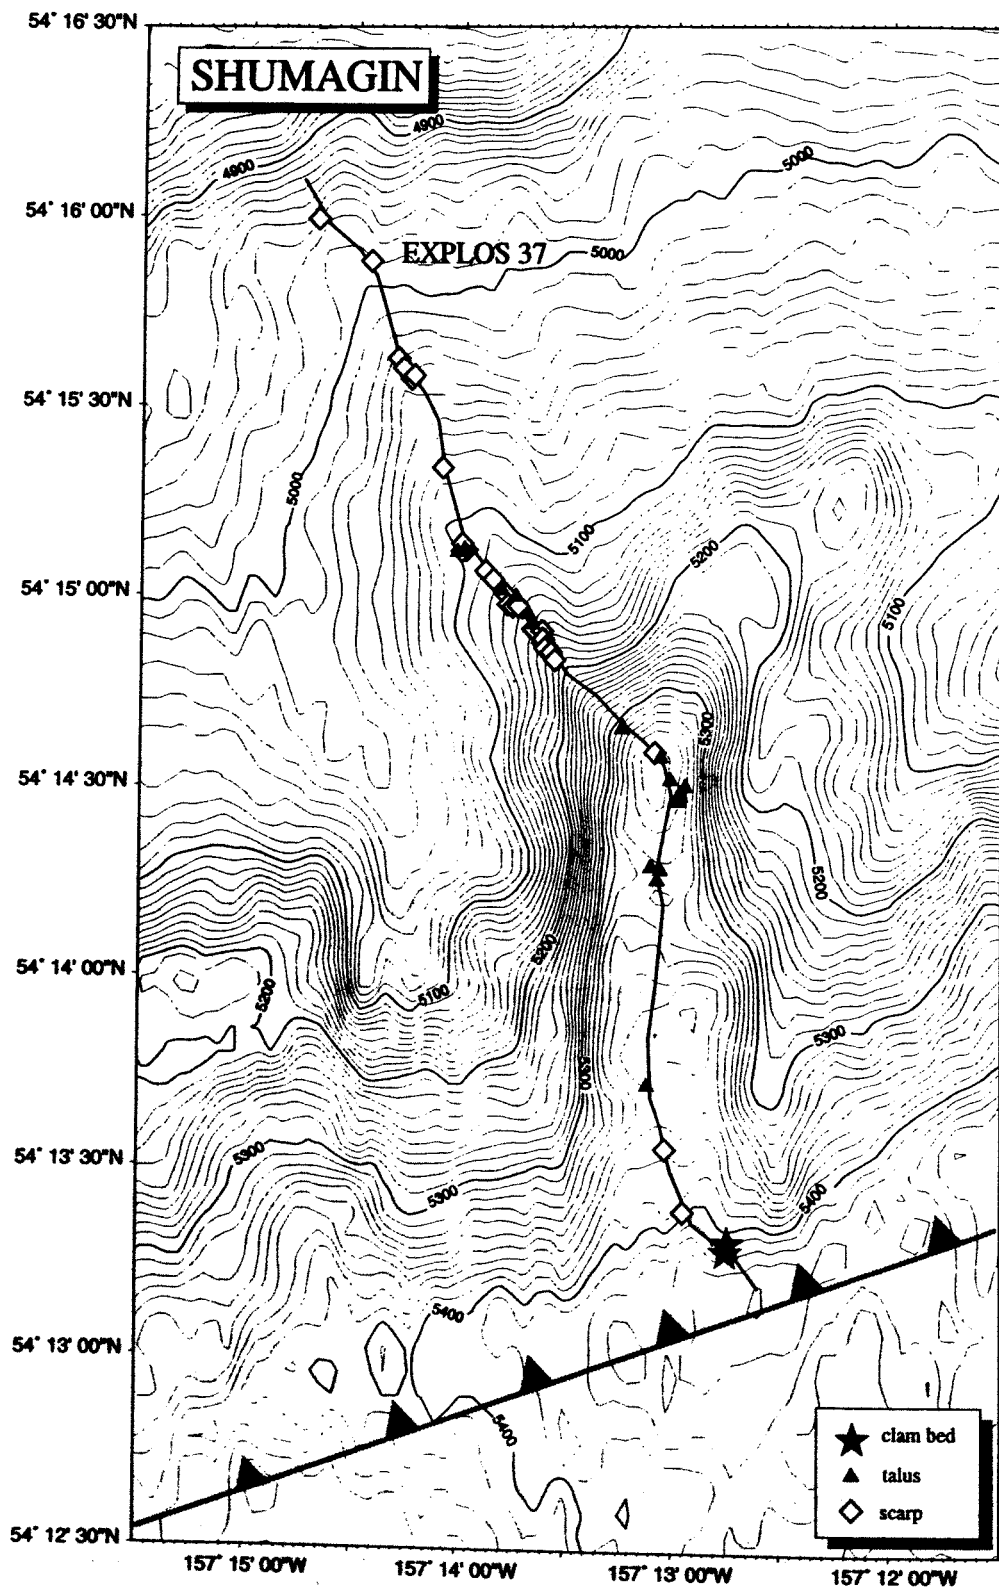 54° 16' 30"N
SHUMAGIN
4900
5000
4900
54° 16' 00"N
EXPLOS 37
5000
54° 15' 30"N
5000
5100
5200
54° 15' 00"N
5100
5300
54° 14' 30"N
5200
5200
54° 14' 00"N
5200
5100
5300
5300
54° 13' 30"N
5300
5300
5400
5400
54° 13' 00"N
5400
clam bed
talus
scarp
54° 12' 30"N
157° 15' 00"W
157° 14' 00"W
157° 13' 00"W
157° 12' 00"W